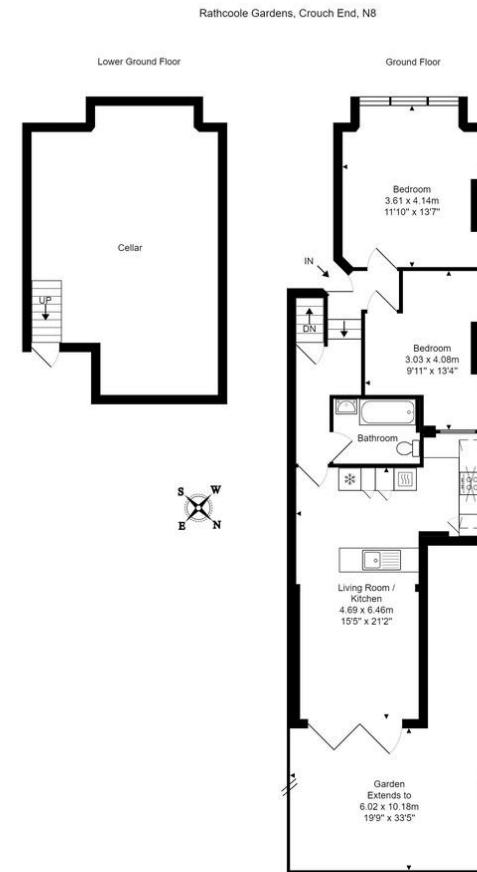 Rathcoole Gardens, Crouch End, N8
Lower Ground Floor
Ground Floor
Cellar
UP
Bedroom
3.61 x 4.14m
11'10" x 13'7"
IN
DN
Bedroom
3.03 x 4.08m
9'11" x 13'4"
Bathroom
S W
E N
Living Room /
Kitchen
4.69 x 6.46m
15'5" x 21'2"
Garden
Extends to
6.02 x 10.18m
19'9" x 33'5"